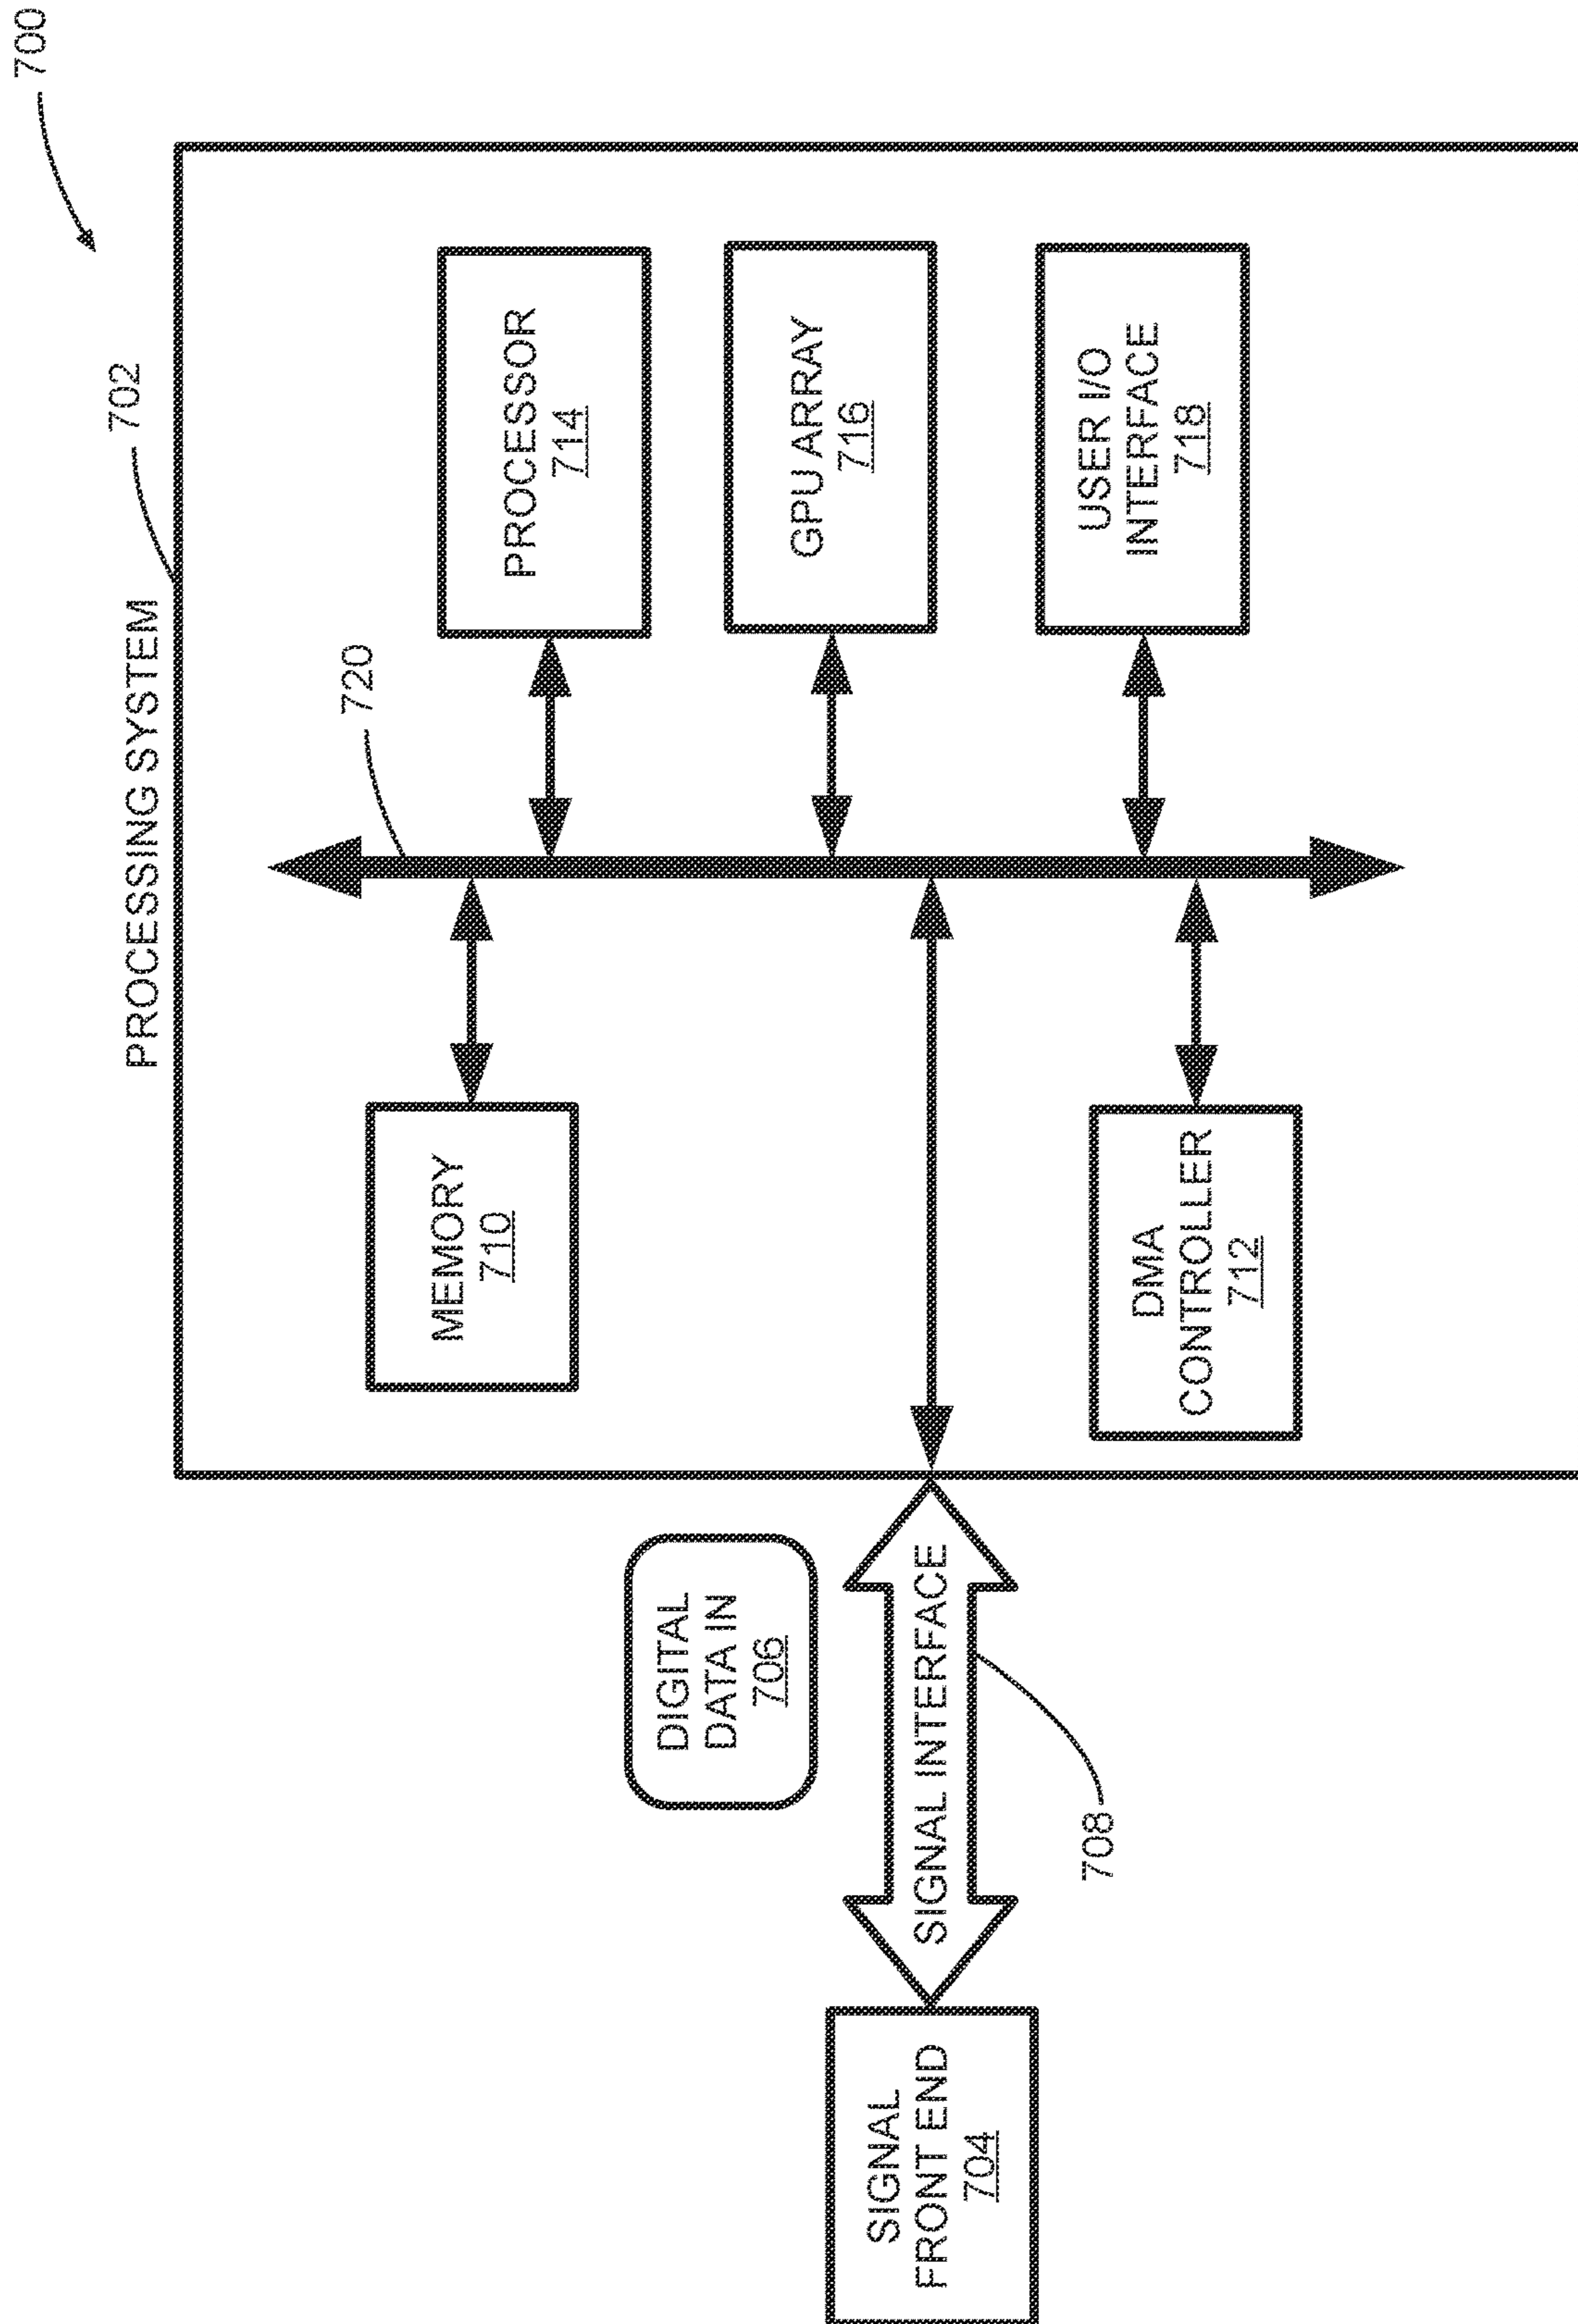 700
PROCESSING SYSTEM
702
720
MEMORY
710
PROCESSOR
714
DIGITAL
DATA IN
706
GPU ARRAY
716
SIGNAL
FRONT END
704
SIGNAL INTERFACE
708
DMA
CONTROLLER
712
USER I/O
INTERFACE
718